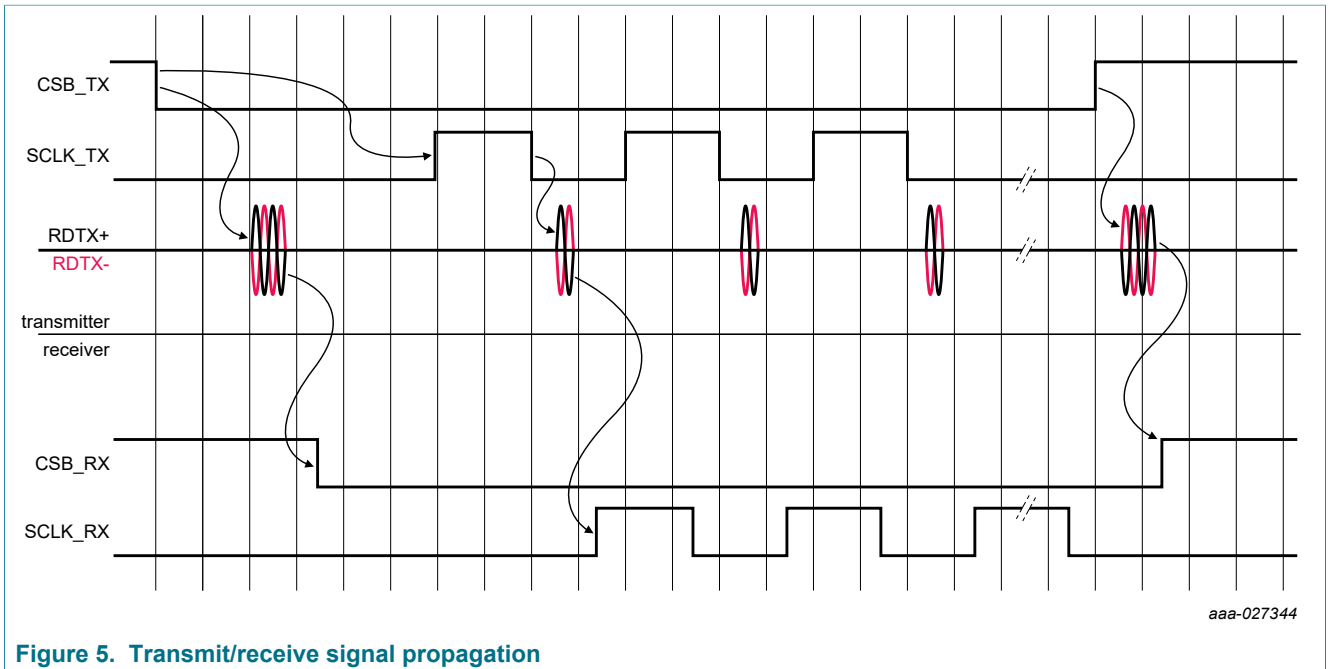 CSB_TX
SCLK_TX
RDTX+
RDTX-
transmitter
receiver
CSB_RX
SCLK_RX
aaa-027344
Figure 5. Transmit/receive signal propagation